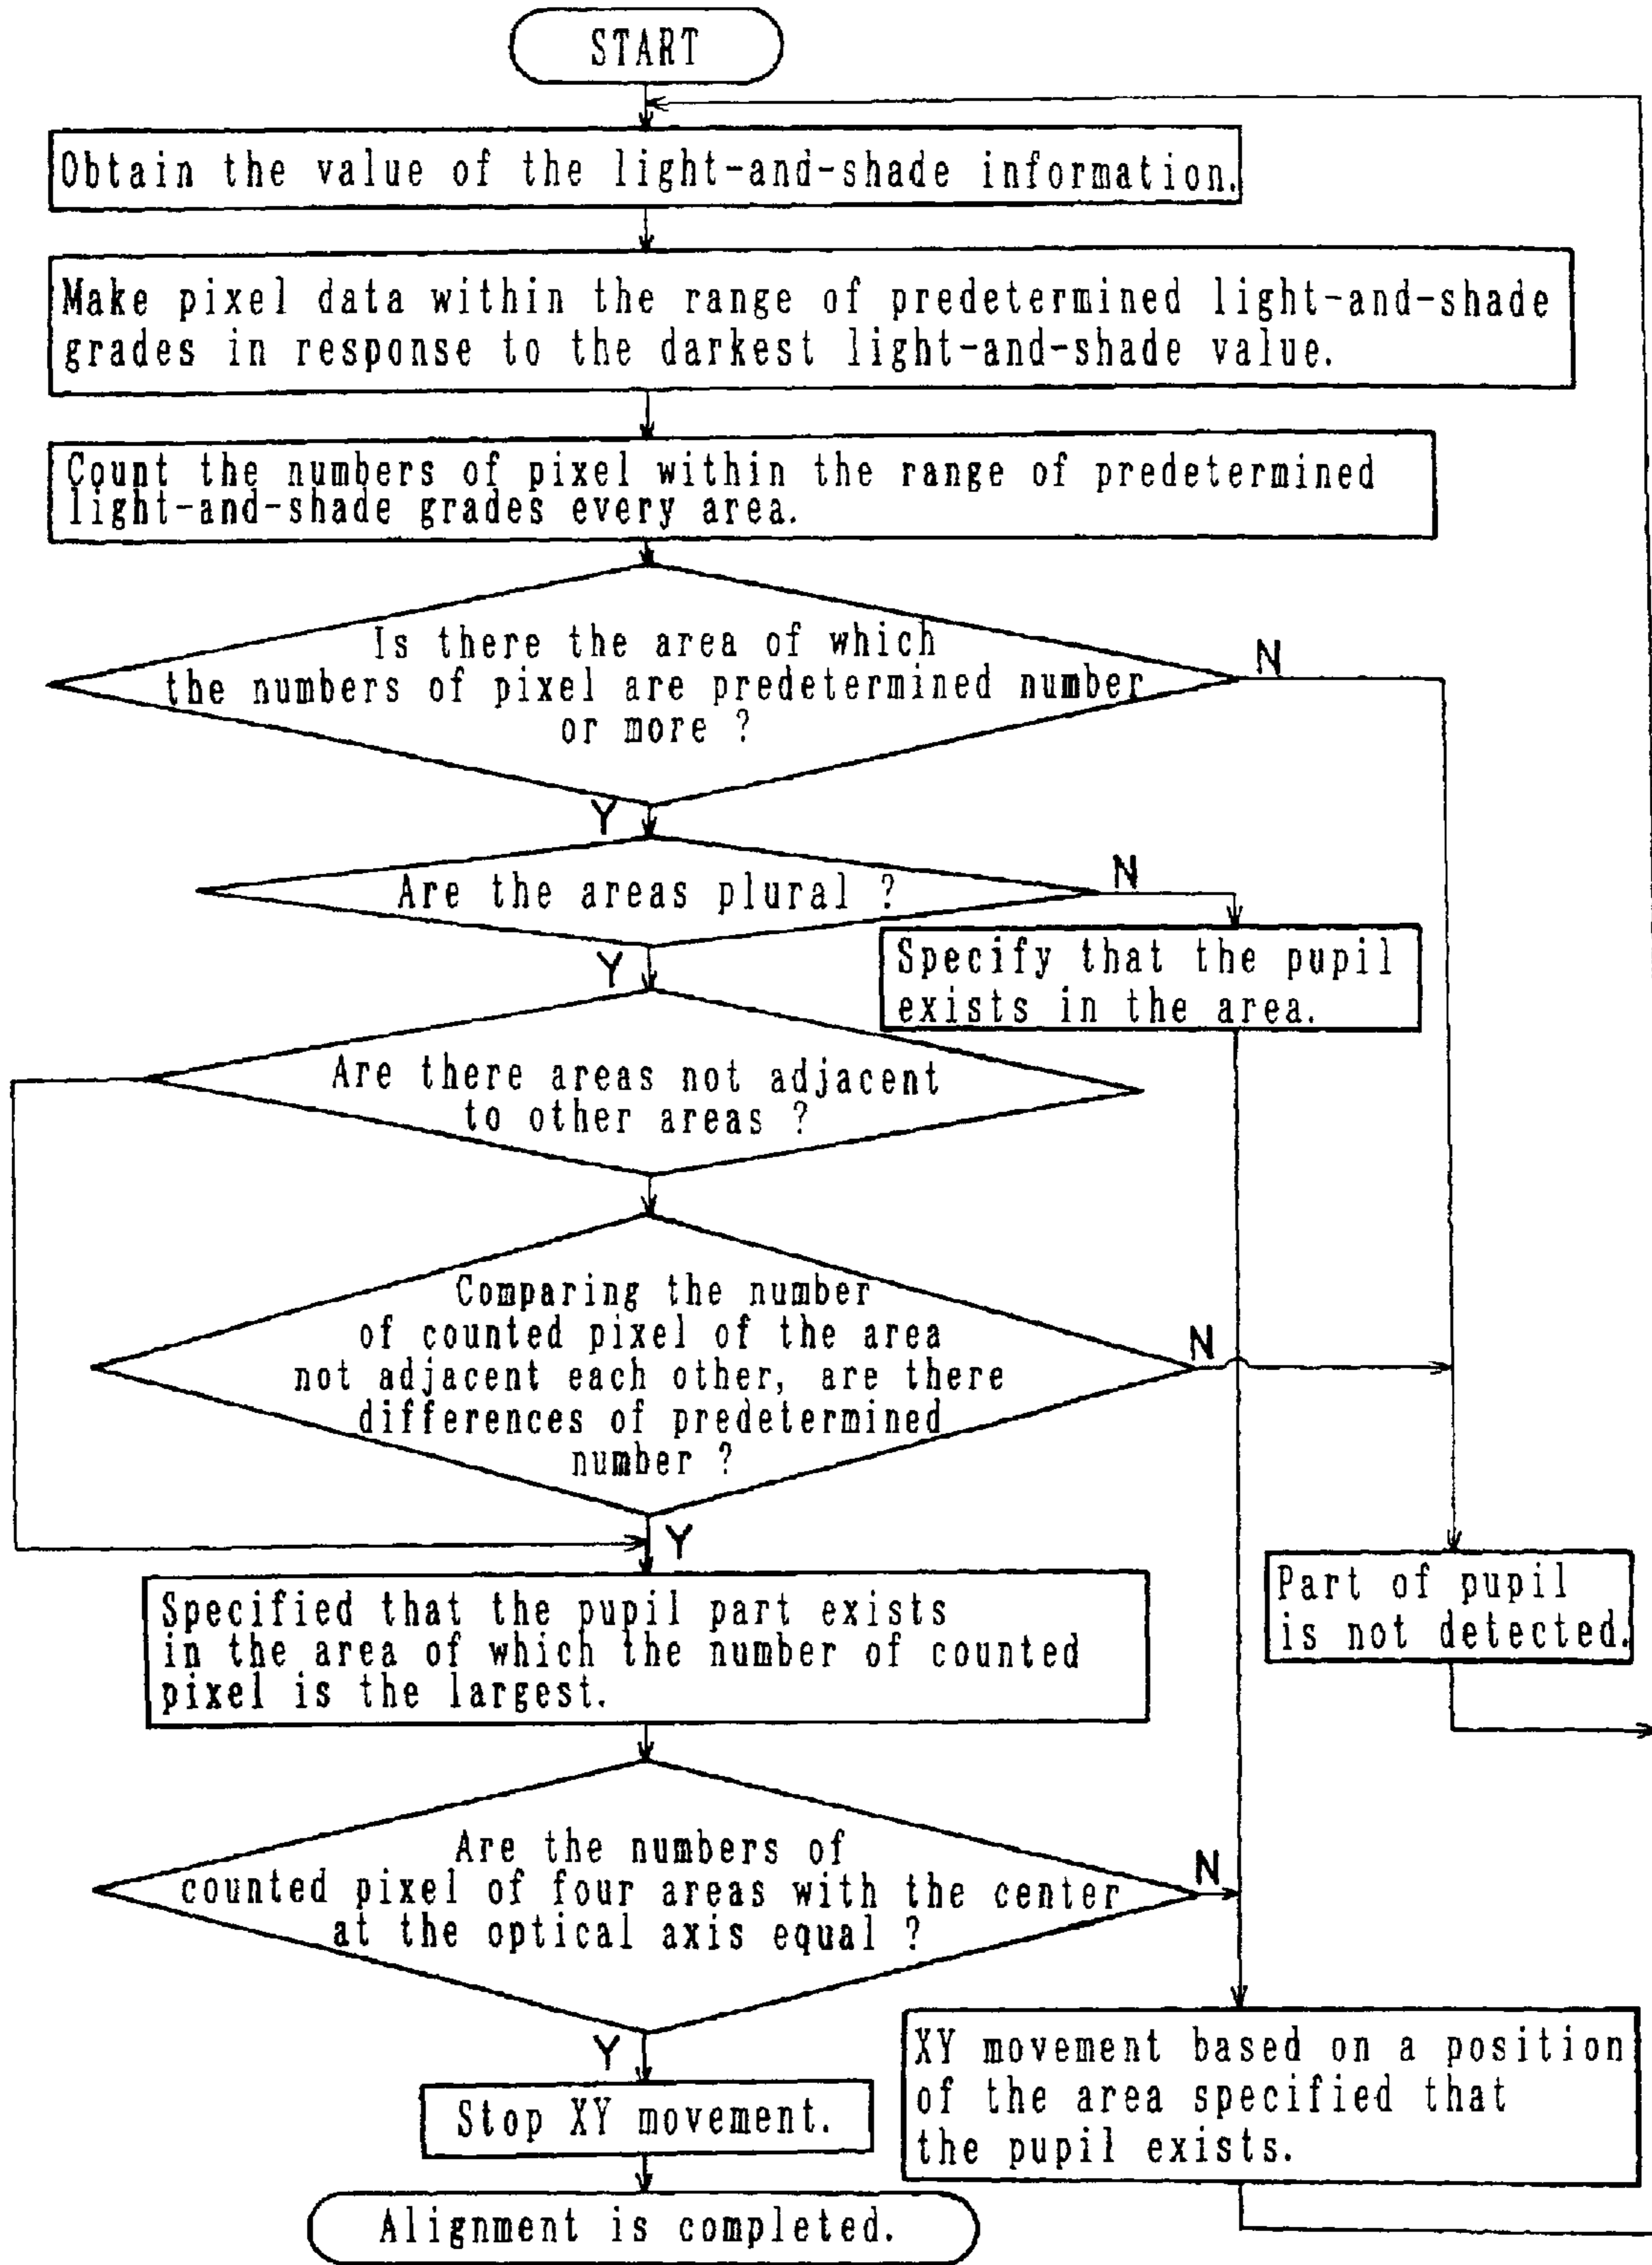 START
Obtain the value of the light-and-shade information.
Make pixel data within the range of predetermined light-and-shade
grades in response to the darkest light-and-shade value.
Count the numbers of pixel within the range of predetermined
light-and-shade grades every area.
Is there the area of which
the numbers of pixel are predetermined number
or more ?
N
Y
Are the areas plural ?
N
Y
Specify that the pupil
exists in the area.
Are there areas not adjacent
to other areas ?
Comparing the number
of counted pixel of the area
not adjacent each other, are there
differences of predetermined
number ?
N
Y
Part of pupil
is not detected.
Specified that the pupil part exists
in the area of which the number of counted
pixel is the largest.
Are the numbers of
counted pixel of four areas with the center
at the optical axis equal ?
N
Y
XY movement based on a position
of the area specified that
the pupil exists.
Stop XY movement.
Alignment is completed.